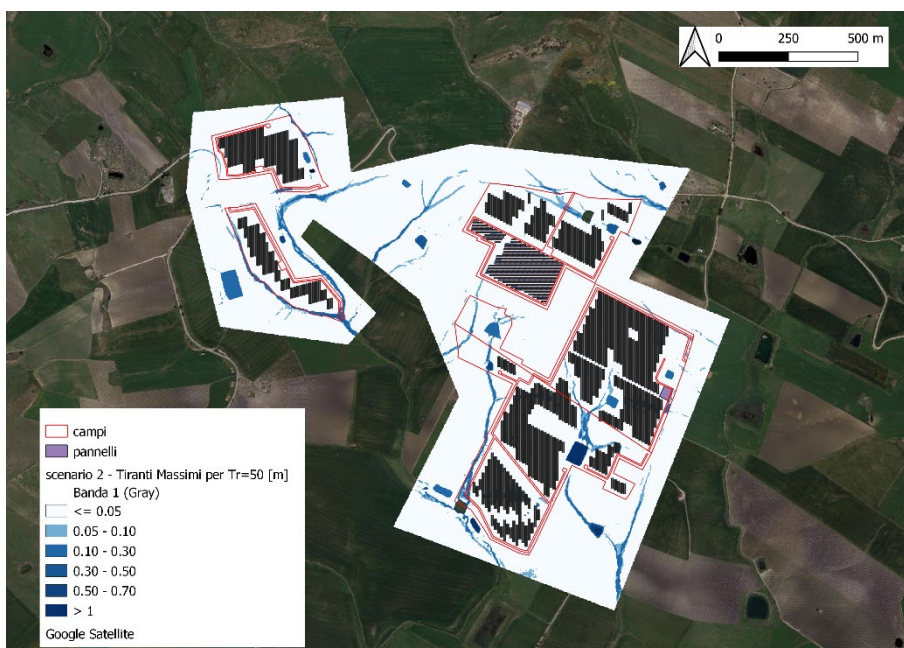 0 250 500 m
campi
pannelli
scenario 2 - Tiranti Massimi per Tr=50 [m]
Banda 1 (Gray)
<= 0.05
0.05 - 0.10
0.10 - 0.30
0.30 - 0.50
0.50 - 0.70
> 1
Google Satellite